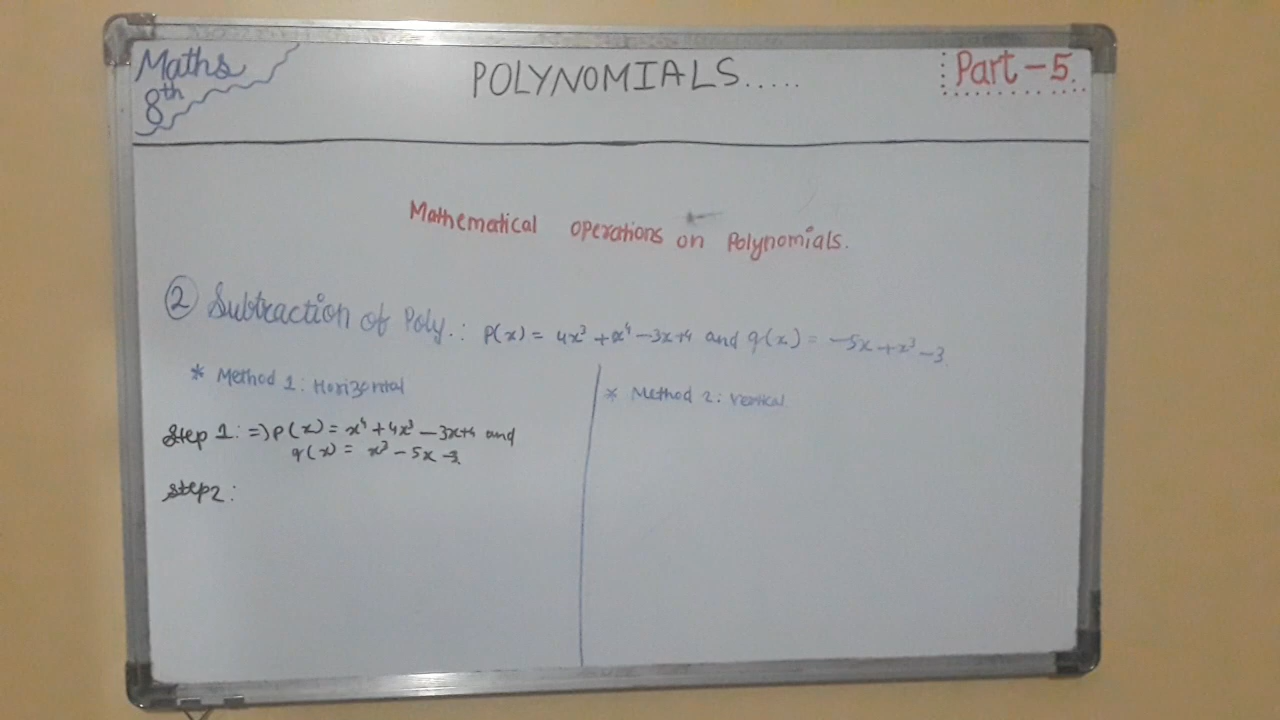 Maths
8th
POLYNOMIALS.....
Part-5.
Mathematical operations on Polynomials.
② Subtraction of Poly.: P(x) = 4x³ + x⁴ - 3x + 4 and q(x) = -5x + x³ - 3
* Method 1: Horizontal
* Method 2: Vertical
Step 1: => P(x) = x⁴ + 4x³ - 3x + 4 and
q(x) = x³ - 5x - 3.
Step 2: